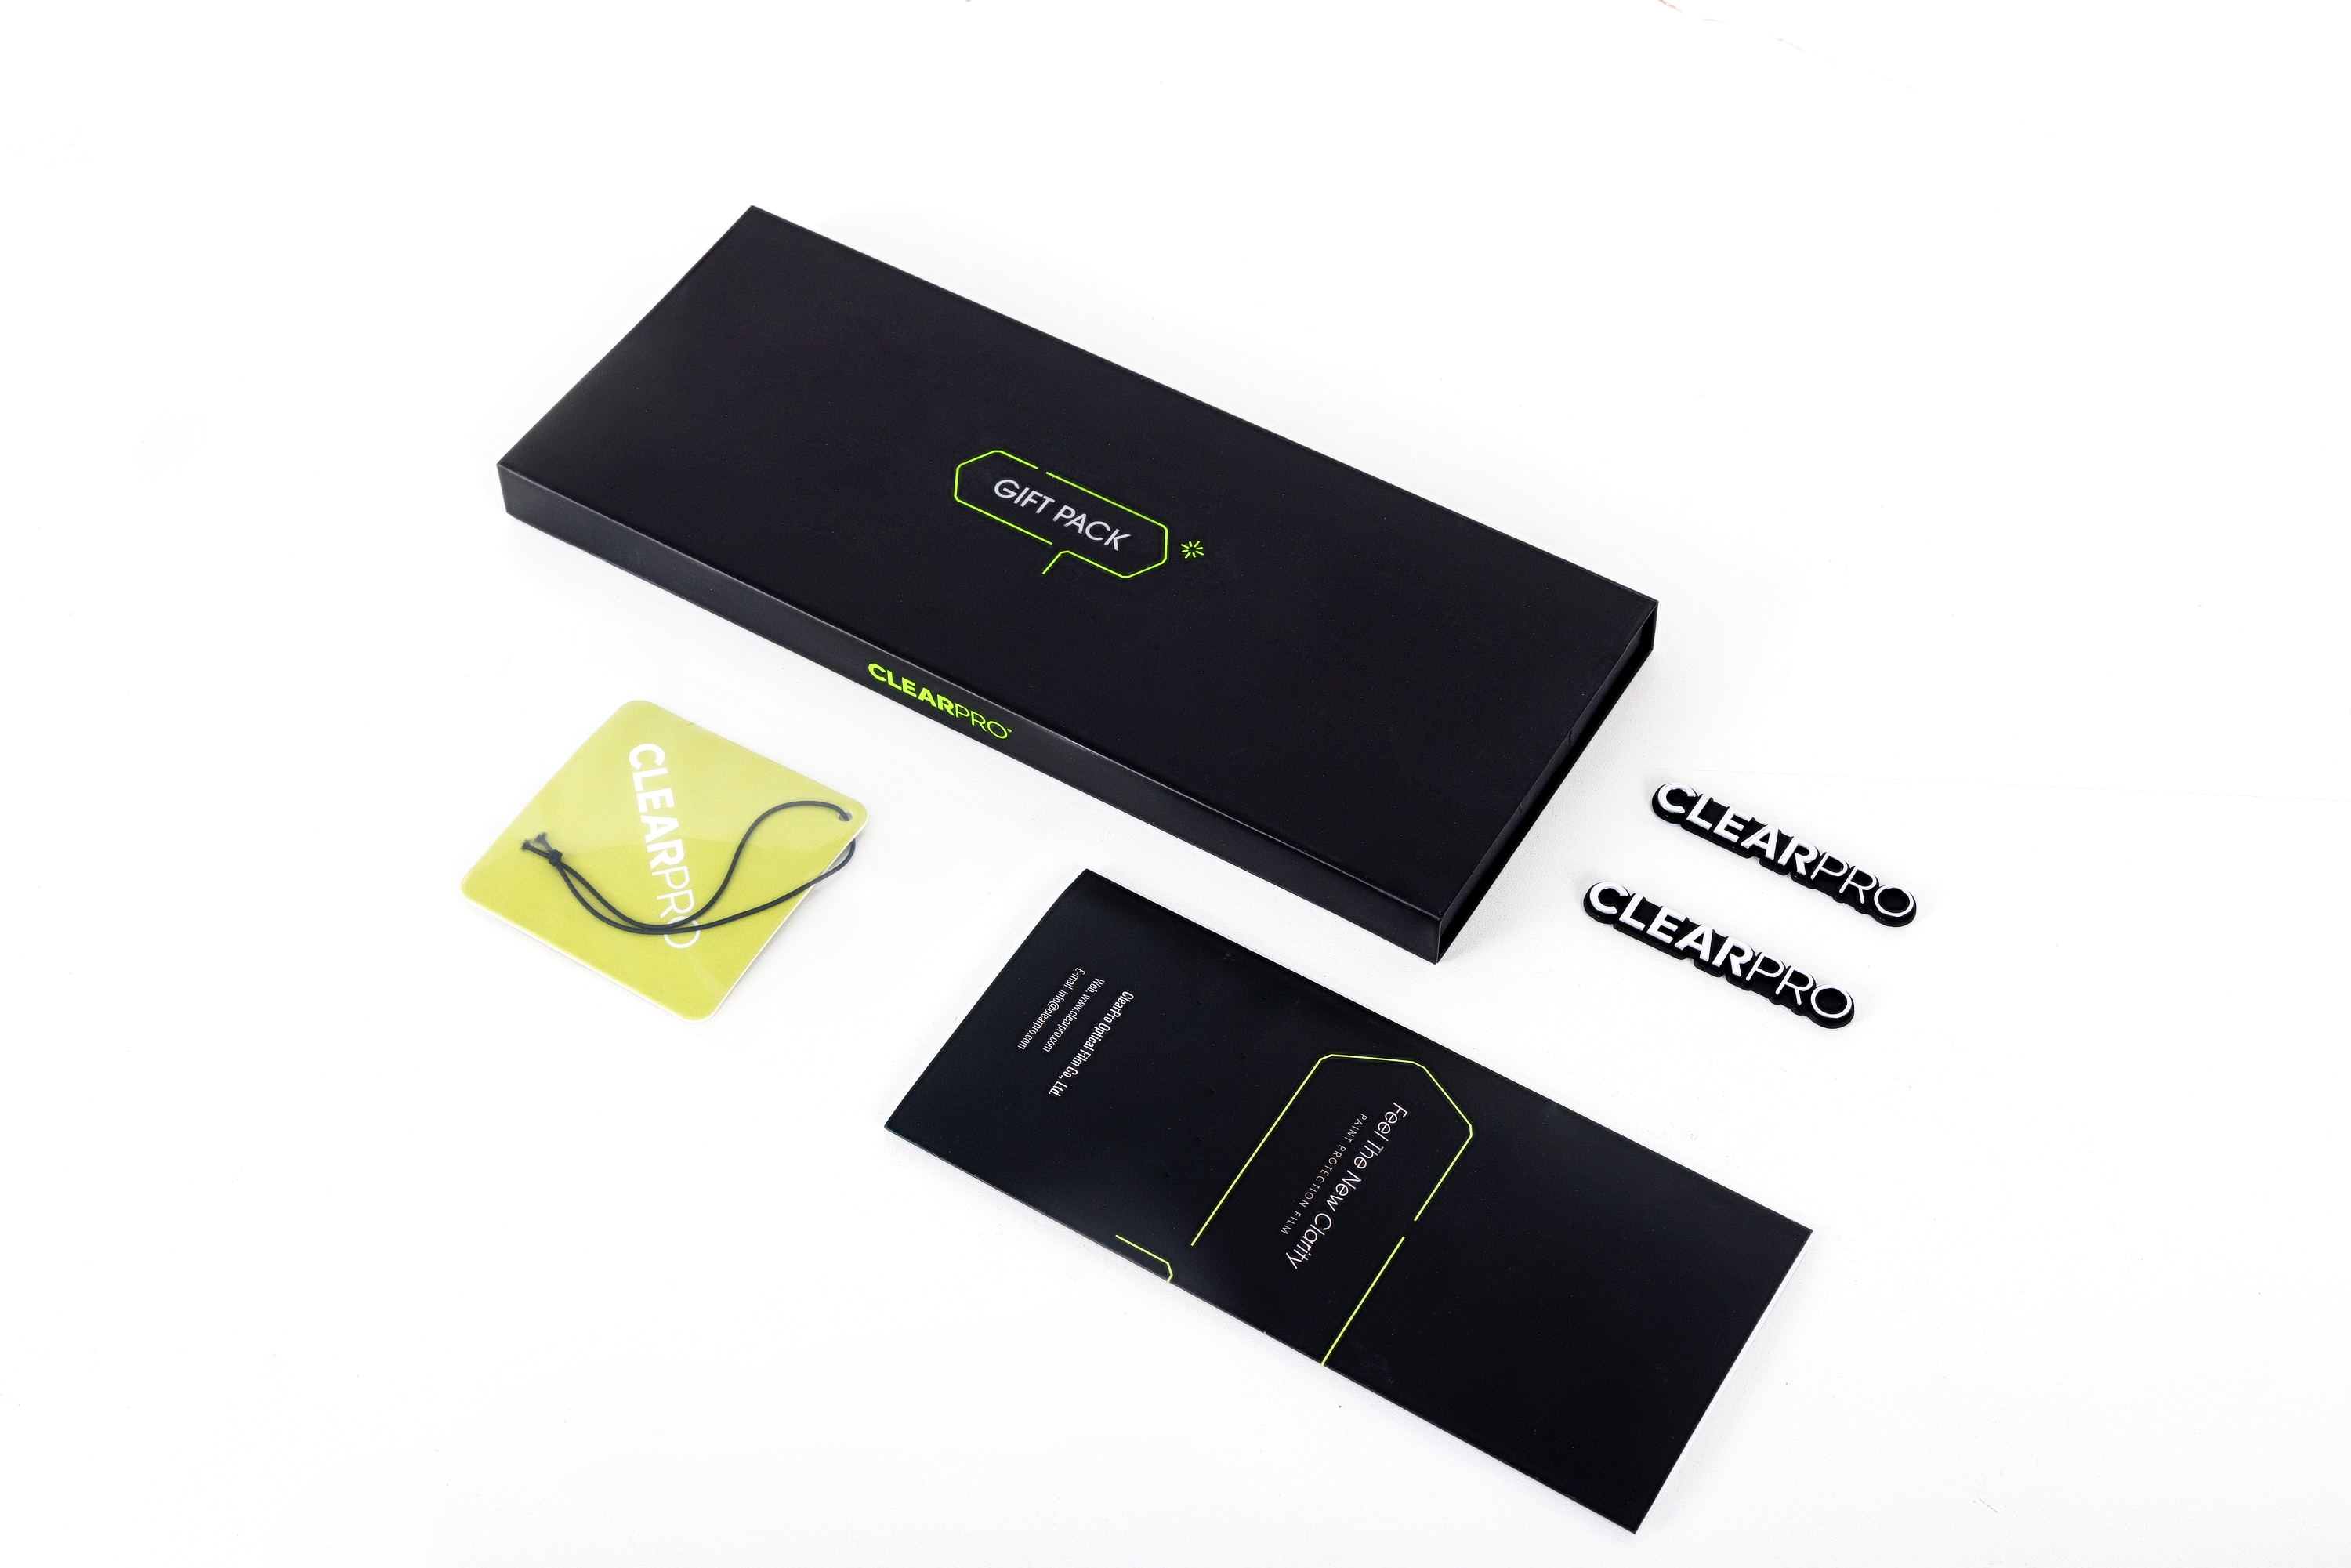 GIFT PACK
CLEARPRO
CLEARPRO
CLEARPRO
CLEARPRO
ClearPro Optical Film Co., Ltd.
Web. www.clearpro.com
E-mail. info@clearpro.com
Feel The New Clarity
PAINT PROTECTION FILM